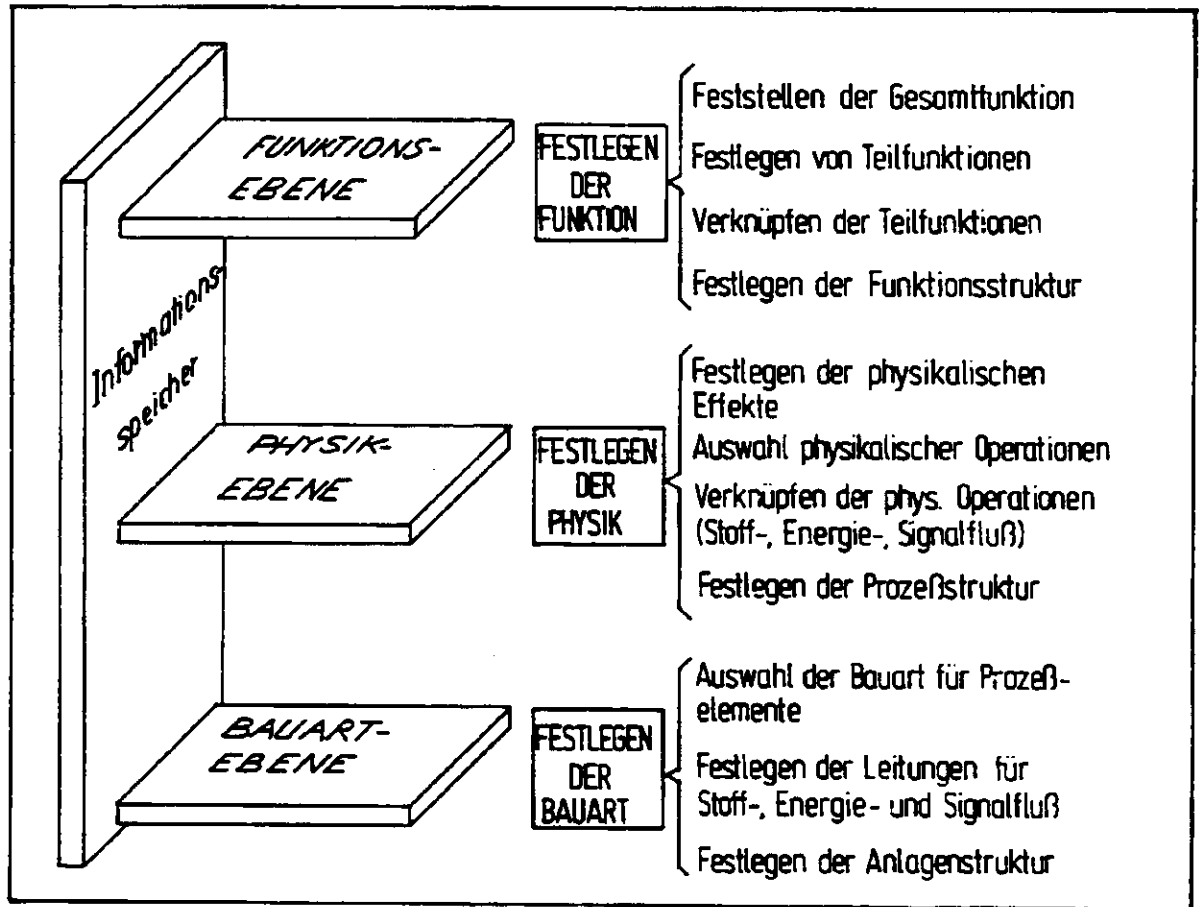 FUNKTIONS-
EBENE
FESTLEGEN
DER
FUNKTION
Feststellen der Gesamtfunktion
Festlegen von Teilfunktionen
Verknüpfen der Teilfunktionen
Festlegen der Funktionsstruktur
Informations-
speicher
PHYSIK-
EBENE
FESTLEGEN
DER
PHYSIK
Festlegen der physikalischen
Effekte
Auswahl physikalischer Operationen
Verknüpfen der phys. Operationen
(Stoff-, Energie-, Signalfluß)
Festlegen der Prozeßstruktur
BAUART-
EBENE
FESTLEGEN
DER
BAUART
Auswahl der Bauart für Prozeß-
elemente
Festlegen der Leitungen für
Stoff-, Energie- und Signalfluß
Festlegen der Anlagenstruktur